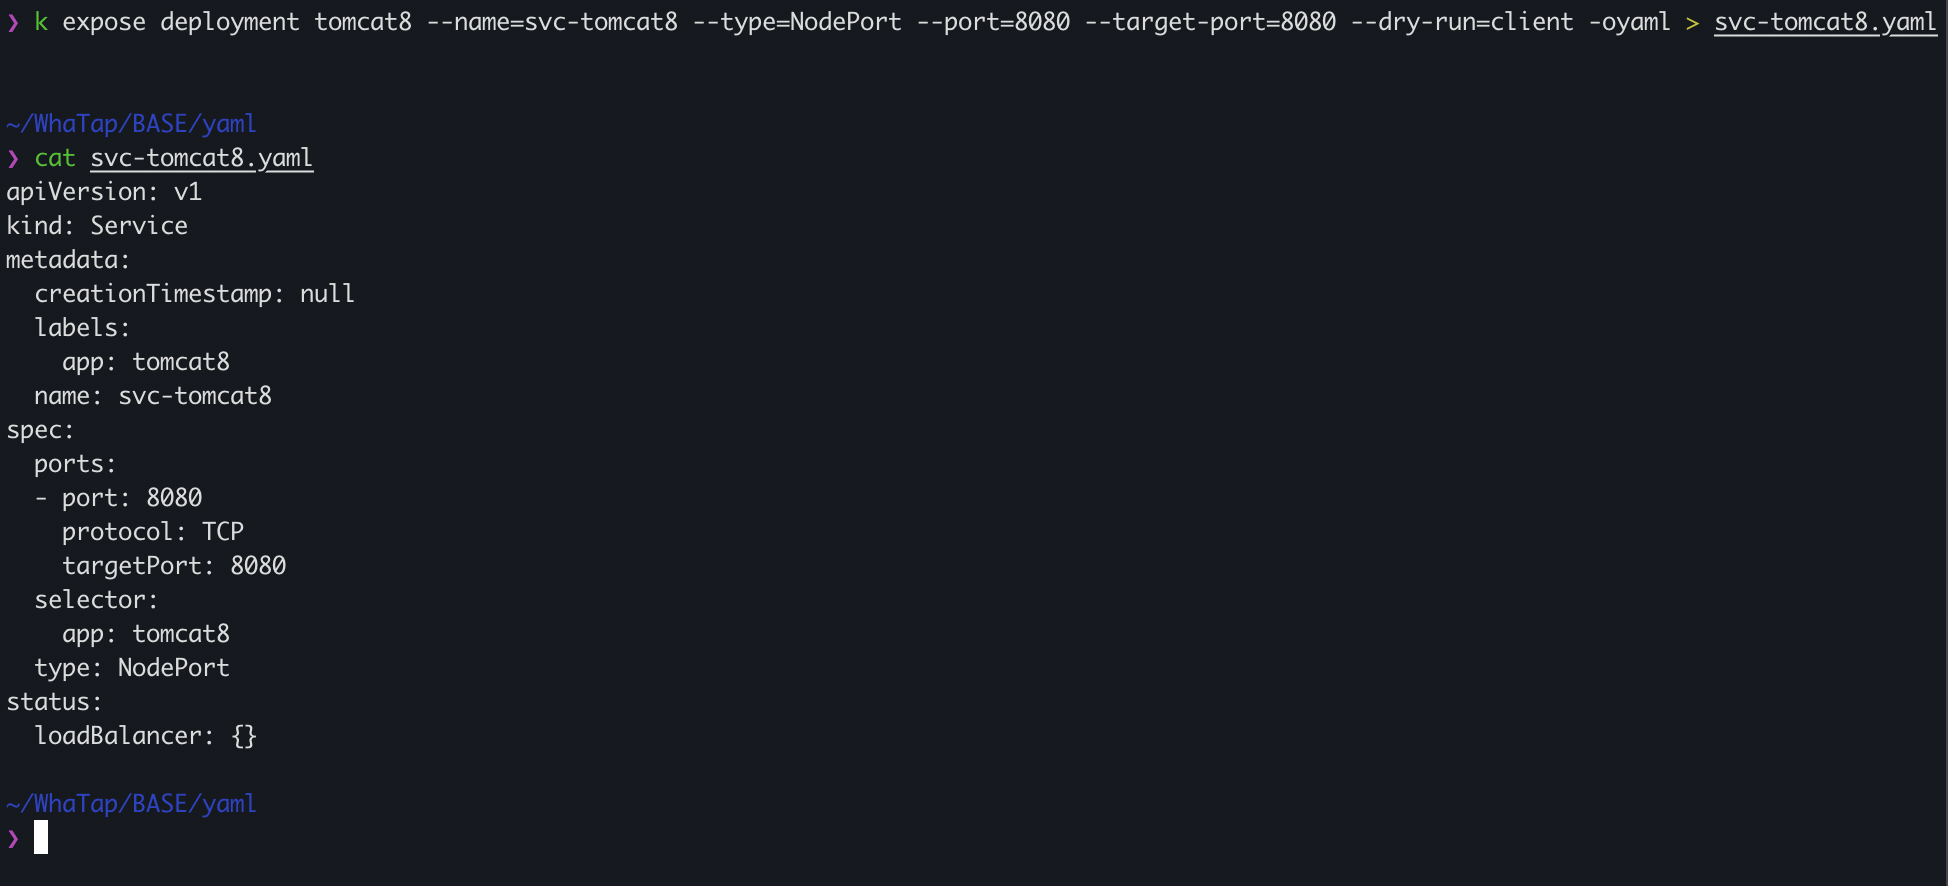 ❯ k expose deployment tomcat8 --name=svc-tomcat8 --type=NodePort --port=8080 --target-port=8080 --dry-run=client -oyaml > svc-tomcat8.yaml
~/WhaTap/BASE/yaml
❯ cat svc-tomcat8.yaml
apiVersion: v1
kind: Service
metadata:
  creationTimestamp: null
  labels:
    app: tomcat8
  name: svc-tomcat8
spec:
  ports:
  - port: 8080
    protocol: TCP
    targetPort: 8080
  selector:
    app: tomcat8
  type: NodePort
status:
  loadBalancer: {}
~/WhaTap/BASE/yaml
❯